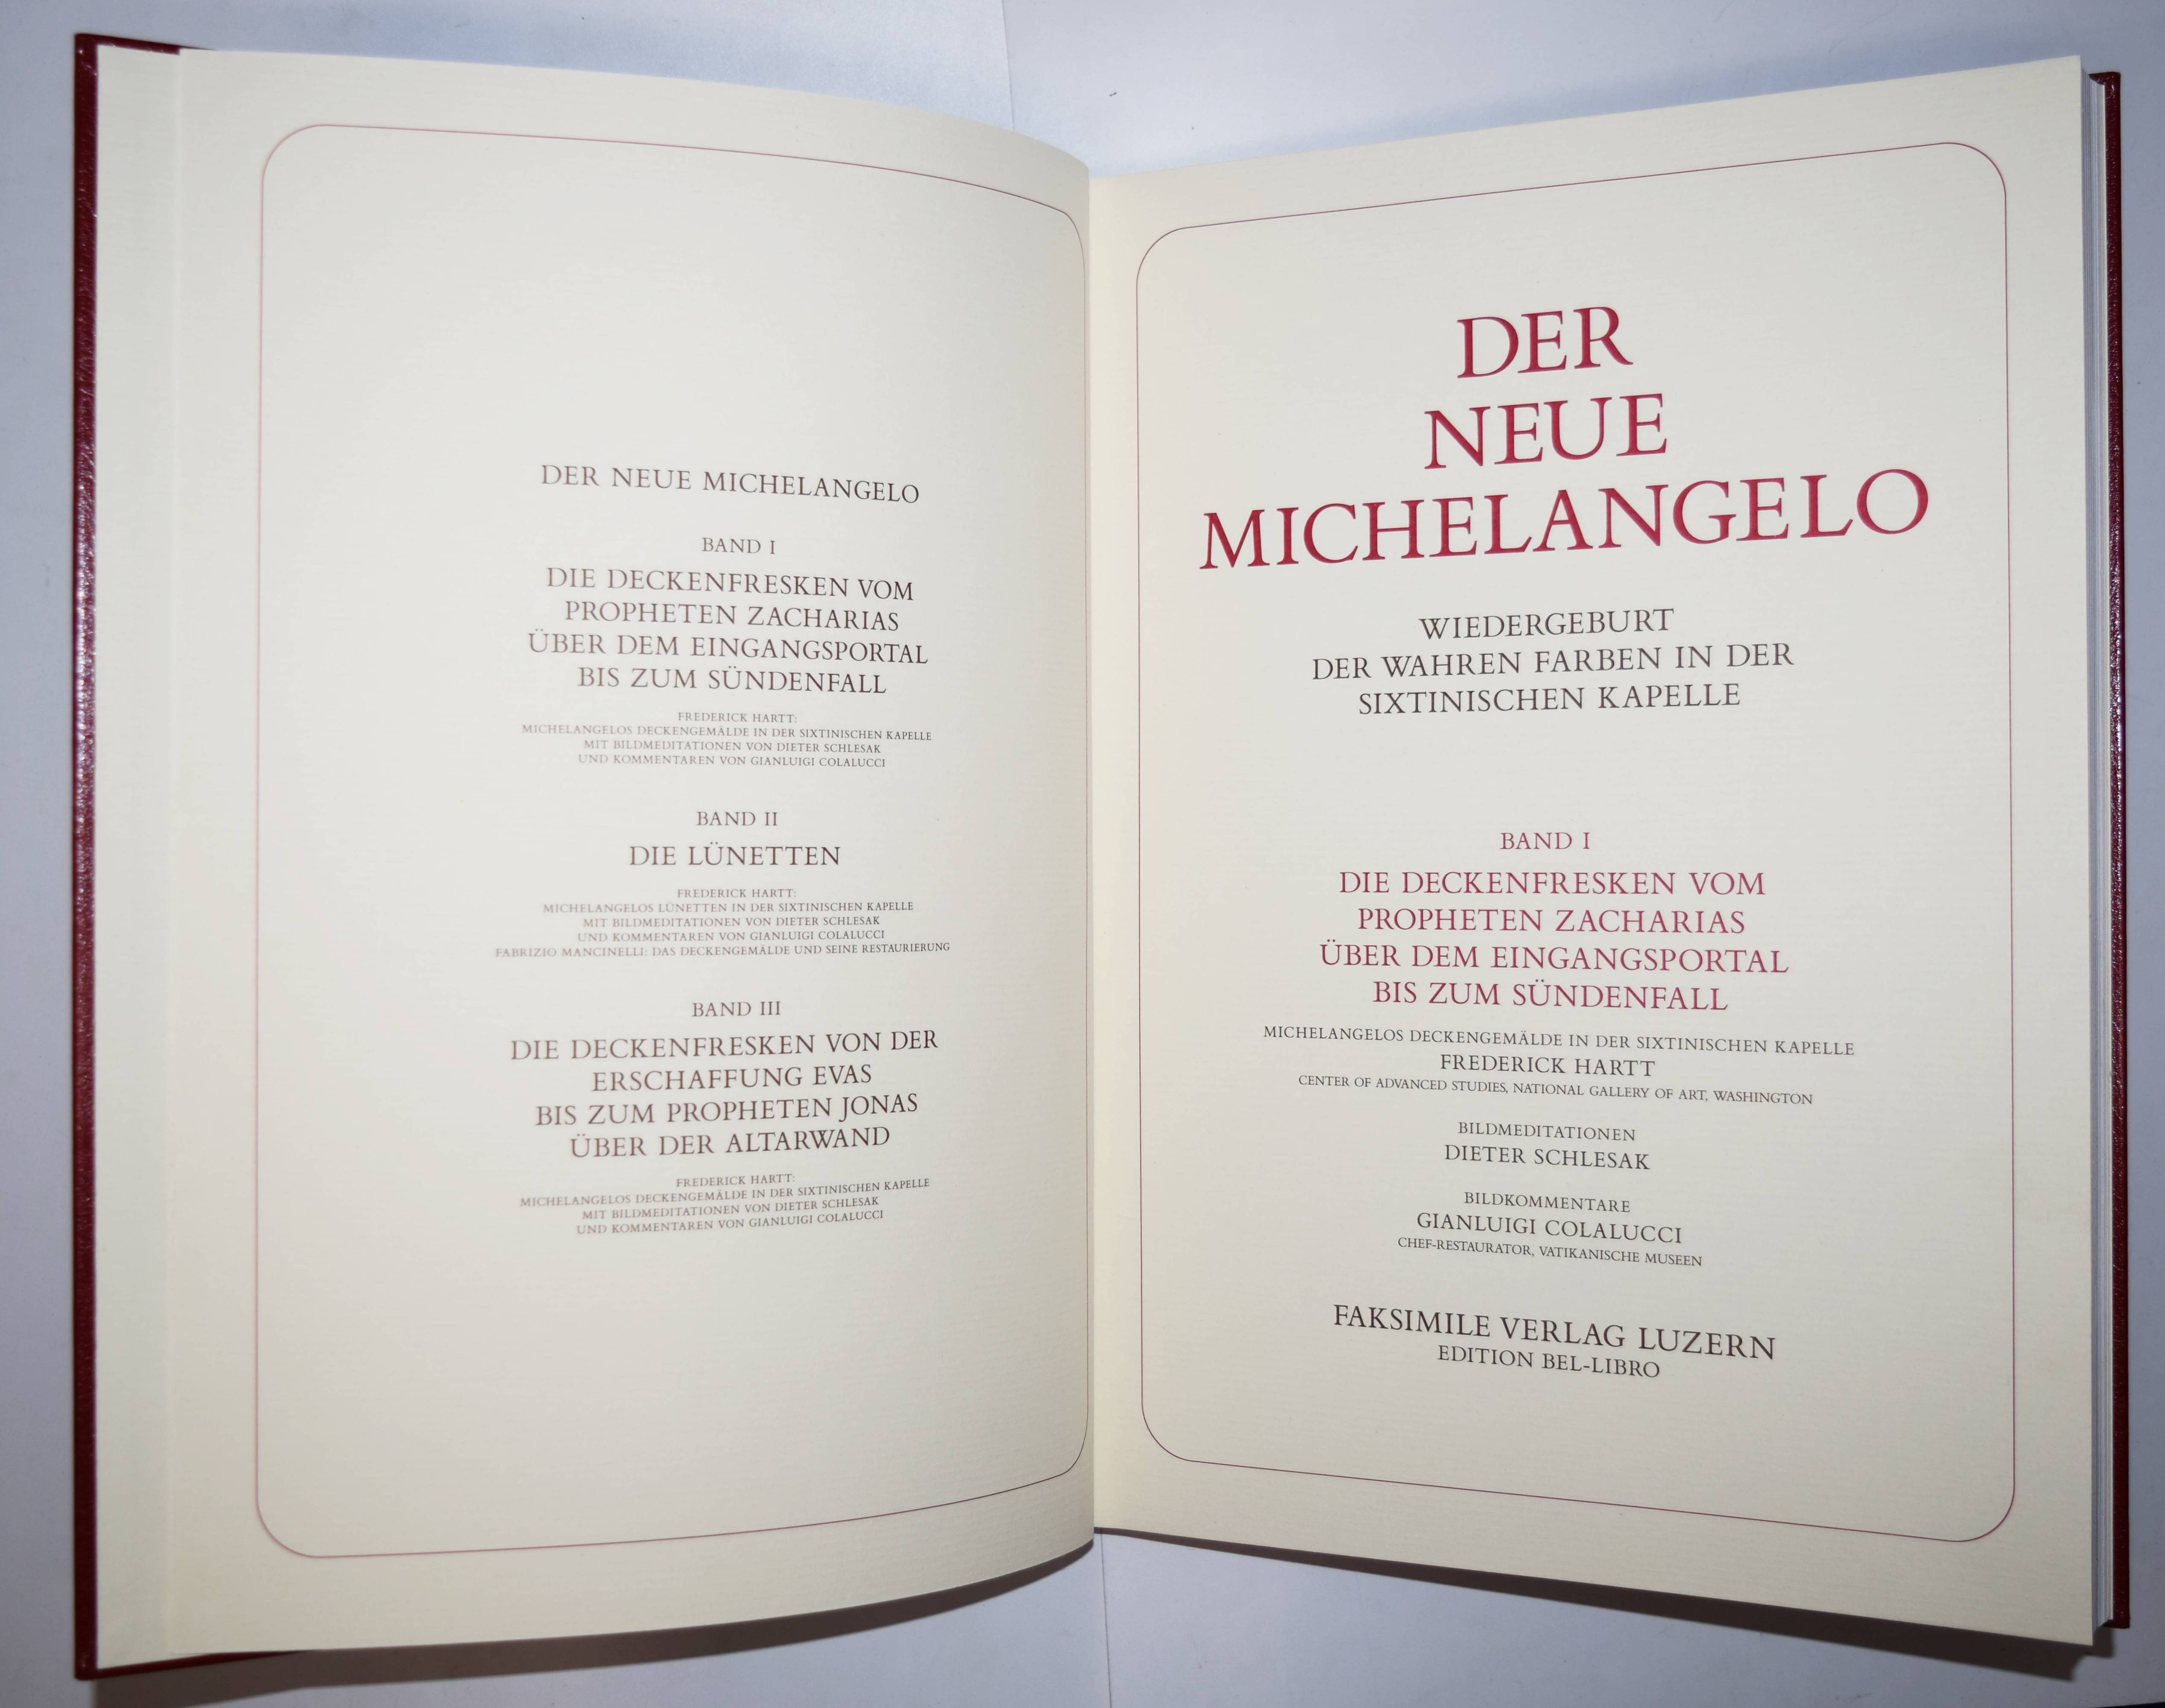 DER NEUE MICHELANGELO
BAND I
DIE DECKENFRESKEN VOM
PROPHETEN ZACHARIAS
ÜBER DEM EINGANGSPORTAL
BIS ZUM SÜNDENFALL
FREDERICK HARTT:
MICHELANGELOS DECKENGEMÄLDE IN DER SIXTINISCHEN KAPELLE
MIT BILDMEDITATIONEN VON DIETER SCHLESAK
UND KOMMENTAREN VON GIANLUIGI COLALUCCI
BAND II
DIE LÜNETTEN
FREDERICK HARTT:
MICHELANGELOS LÜNETTEN IN DER SIXTINISCHEN KAPELLE
MIT BILDMEDITATIONEN VON DIETER SCHLESAK
UND KOMMENTAREN VON GIANLUIGI COLALUCCI
FABRIZIO MANCINELLI: DAS DECKENGEMÄLDE UND SEINE RESTAURIERUNG
BAND III
DIE DECKENFRESKEN VON DER
ERSCHAFFUNG EVAS
BIS ZUM PROPHETEN JONAS
ÜBER DER ALTARWAND
FREDERICK HARTT:
MICHELANGELOS DECKENGEMÄLDE IN DER SIXTINISCHEN KAPELLE
MIT BILDMEDITATIONEN VON DIETER SCHLESAK
UND KOMMENTAREN VON GIANLUIGI COLALUCCI
DER
NEUE
MICHELANGELO
WIEDERGEBURT
DER WAHREN FARBEN IN DER
SIXTINISCHEN KAPELLE
BAND I
DIE DECKENFRESKEN VOM
PROPHETEN ZACHARIAS
ÜBER DEM EINGANGSPORTAL
BIS ZUM SÜNDENFALL
MICHELANGELOS DECKENGEMÄLDE IN DER SIXTINISCHEN KAPELLE
FREDERICK HARTT
CENTER OF ADVANCED STUDIES, NATIONAL GALLERY OF ART, WASHINGTON
BILDMEDITATIONEN
DIETER SCHLESAK
BILDKOMMENTARE
GIANLUIGI COLALUCCI
CHEF-RESTAURATOR, VATIKANISCHE MUSEEN
FAKSIMILE VERLAG LUZERN
EDITION BEL-LIBRO